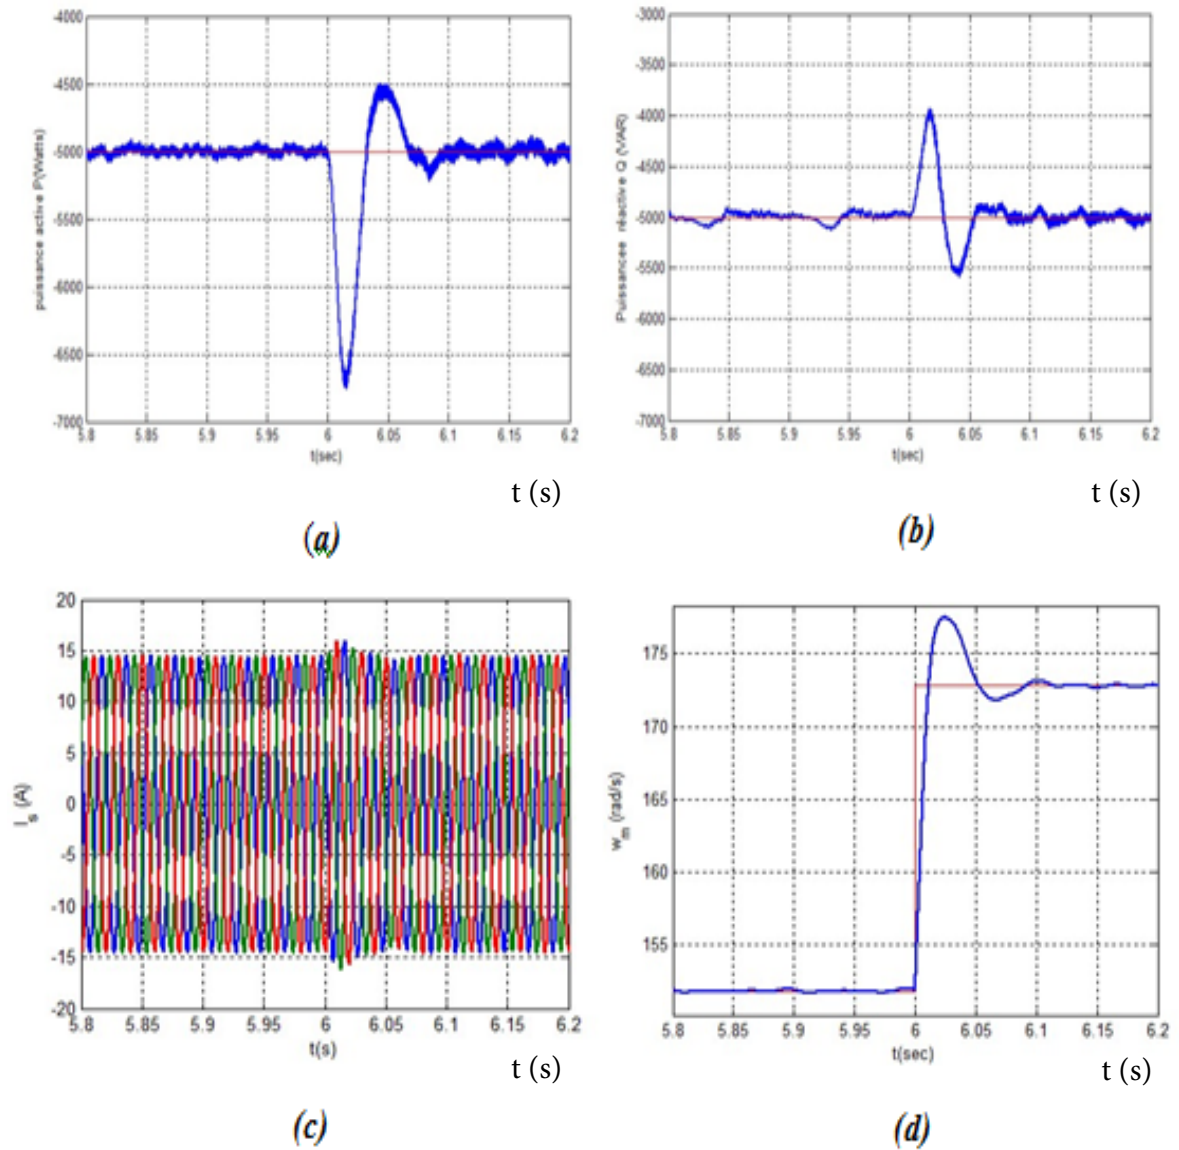 -4000
-4500
-5000
-5500
-6000
-6500
-7000
puissance active P(Watts)
5.8 5.85 5.9 5.95 6 6.05 6.1 6.15 6.2
t(sec)
t (s)
(a)
-3000
-3500
-4000
-4500
-5000
-5500
-6000
-6500
-7000
Puissancee réactive Q (VAR)
5.8 5.85 5.9 5.95 6 6.05 6.1 6.15 6.2
t(sec)
t (s)
(b)
20
15
10
5
0
-5
-10
-15
-20
I_s (A)
5.8 5.85 5.9 5.95 6 6.05 6.1 6.15 6.2
t(s)
t (s)
(c)
175
170
165
160
155
w_m (rad/s)
5.8 5.85 5.9 5.95 6 6.05 6.1 6.15 6.2
t(sec)
t (s)
(d)